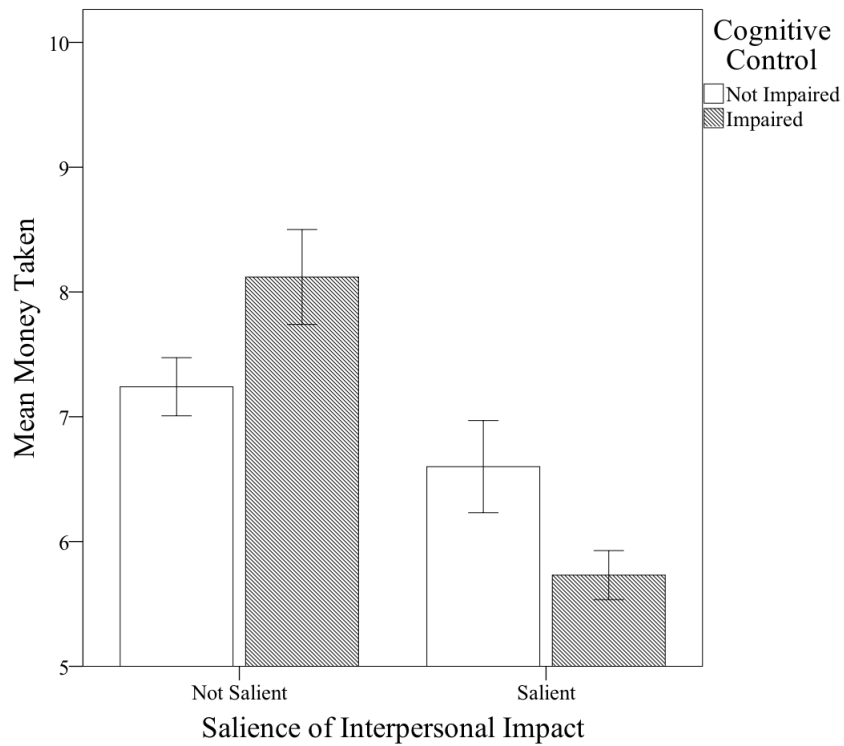 Cognitive
Control
Not Impaired
Impaired
Mean Money Taken
10
9
8
7
6
5
Not Salient
Salient
Salience of Interpersonal Impact